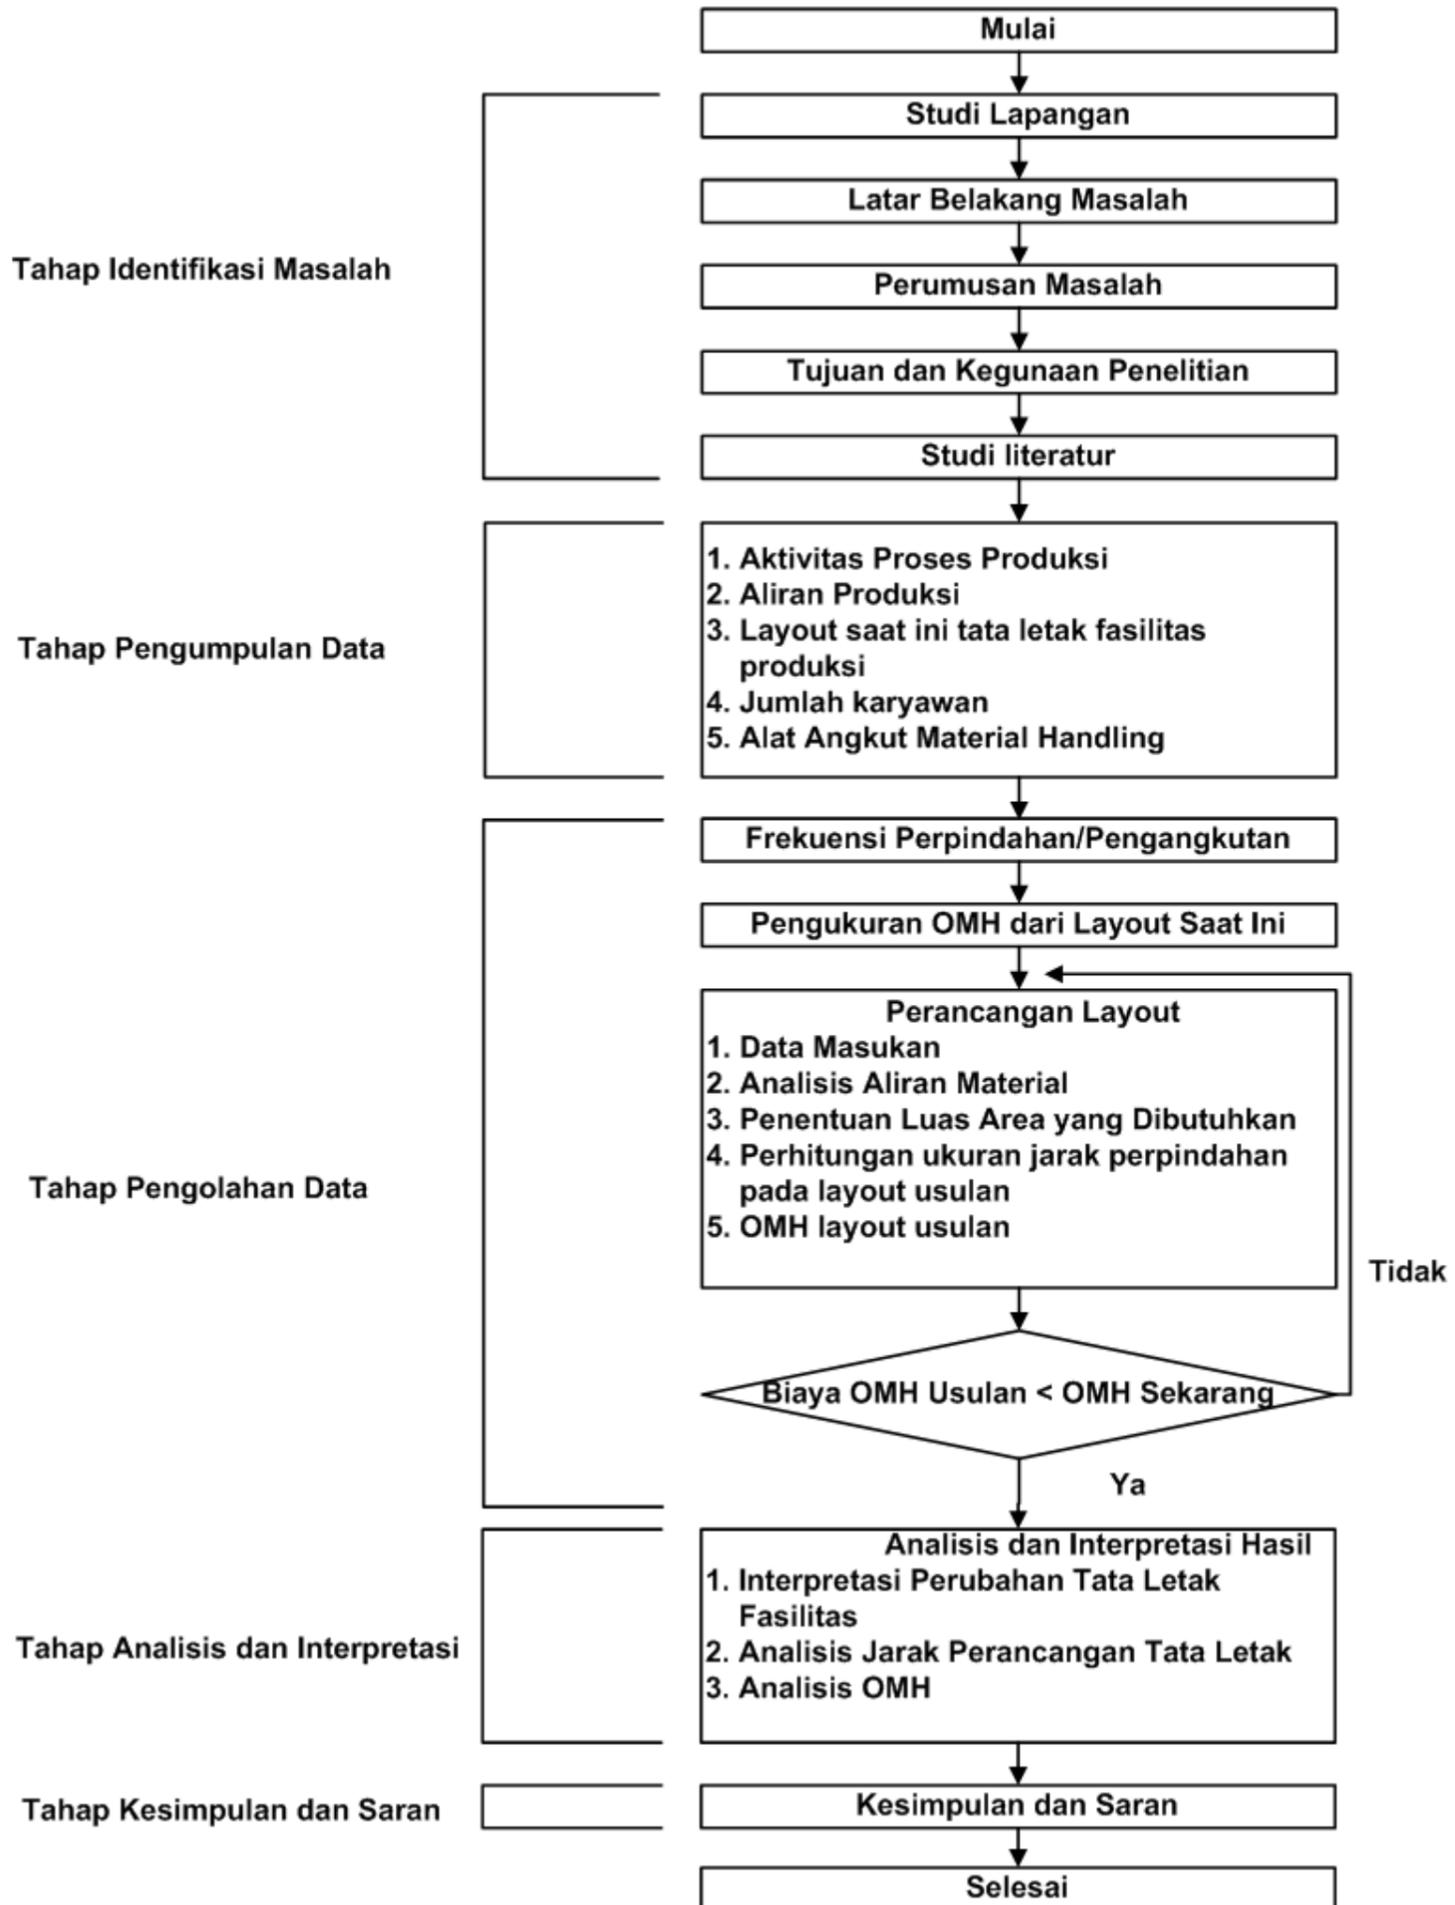 Mulai
Studi Lapangan
Latar Belakang Masalah
Tahap Identifikasi Masalah
Perumusan Masalah
Tujuan dan Kegunaan Penelitian
Studi literatur
1. Aktivitas Proses Produksi
2. Aliran Produksi
3. Layout saat ini tata letak fasilitas
produksi
4. Jumlah karyawan
5. Alat Angkut Material Handling
Tahap Pengumpulan Data
Frekuensi Perpindahan/Pengangkutan
Pengukuran OMH dari Layout Saat Ini
Perancangan Layout
1. Data Masukan
2. Analisis Aliran Material
3. Penentuan Luas Area yang Dibutuhkan
4. Perhitungan ukuran jarak perpindahan
pada layout usulan
5. OMH layout usulan
Tahap Pengolahan Data
Tidak
Biaya OMH Usulan < OMH Sekarang
Ya
Analisis dan Interpretasi Hasil
1. Interpretasi Perubahan Tata Letak
Fasilitas
2. Analisis Jarak Perancangan Tata Letak
3. Analisis OMH
Tahap Analisis dan Interpretasi
Tahap Kesimpulan dan Saran
Kesimpulan dan Saran
Selesai